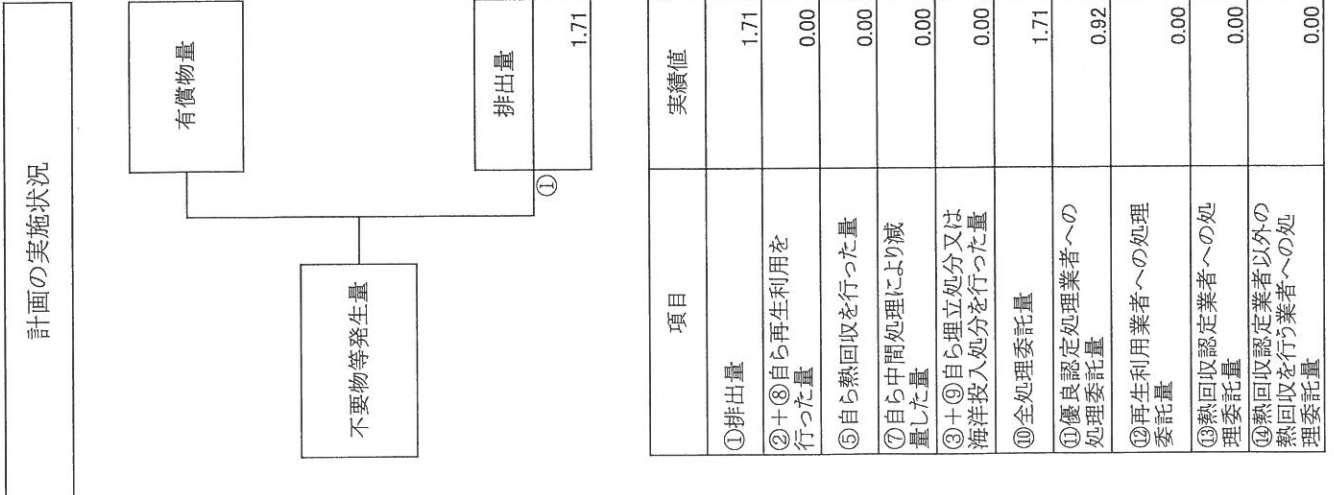 計画の実施状況
有償物量
不要物等発生量
①
排出量
1.71
項目 実績値
①排出量 1.71
②+⑧自ら再生利用を
行った量 0.00
⑤自ら熱回収を行った量 0.00
⑦自ら中間処理により減
量した量 0.00
③+⑨自ら埋立処分又は
海洋投入処分を行った量 0.00
⑩全処理委託量 1.71
⑪優良認定処理業者への
処理委託量 0.92
⑫再生利用業者への処理
委託量 0.00
⑬熱回収認定業者への処
理委託量 0.00
⑭熱回収認定業者以外の
熱回収を行う業者への処
理委託量 0.00